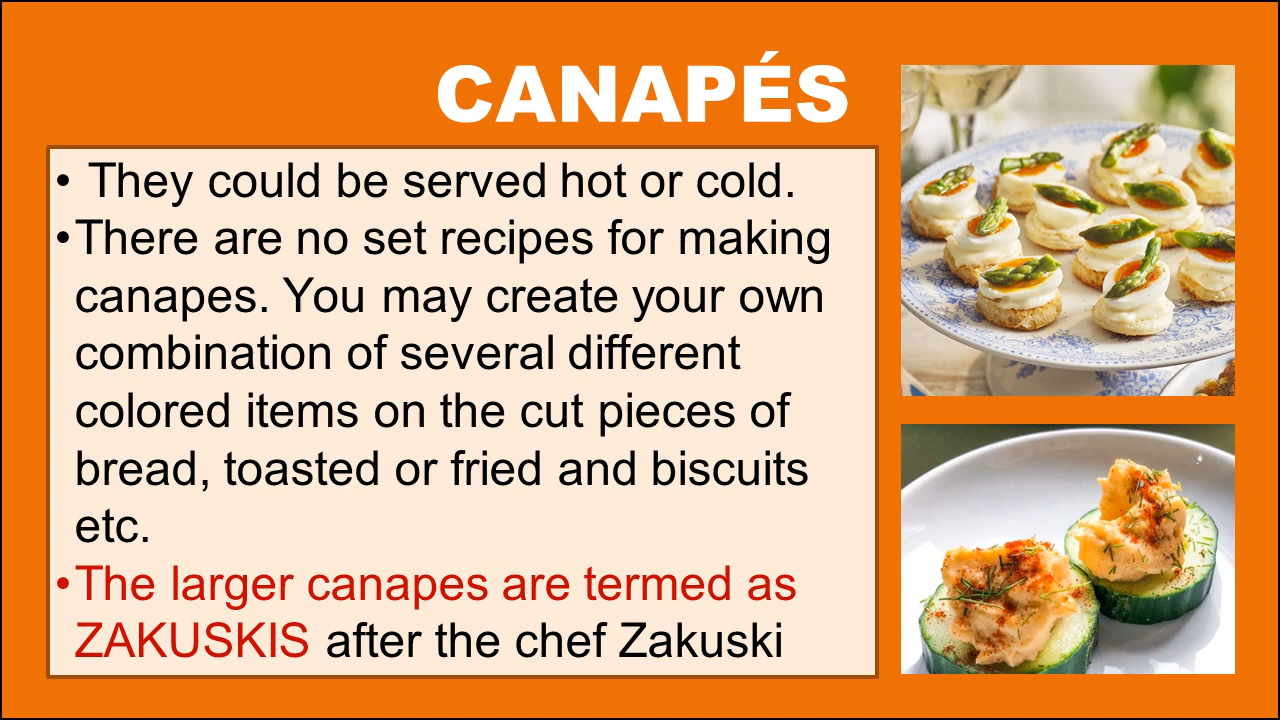 CANAPÉS
• They could be served hot or cold.
•There are no set recipes for making
canapes. You may create your own
combination of several different
colored items on the cut pieces of
bread, toasted or fried and biscuits
etc.
•The larger canapes are termed as
ZAKUSKIS after the chef Zakuski